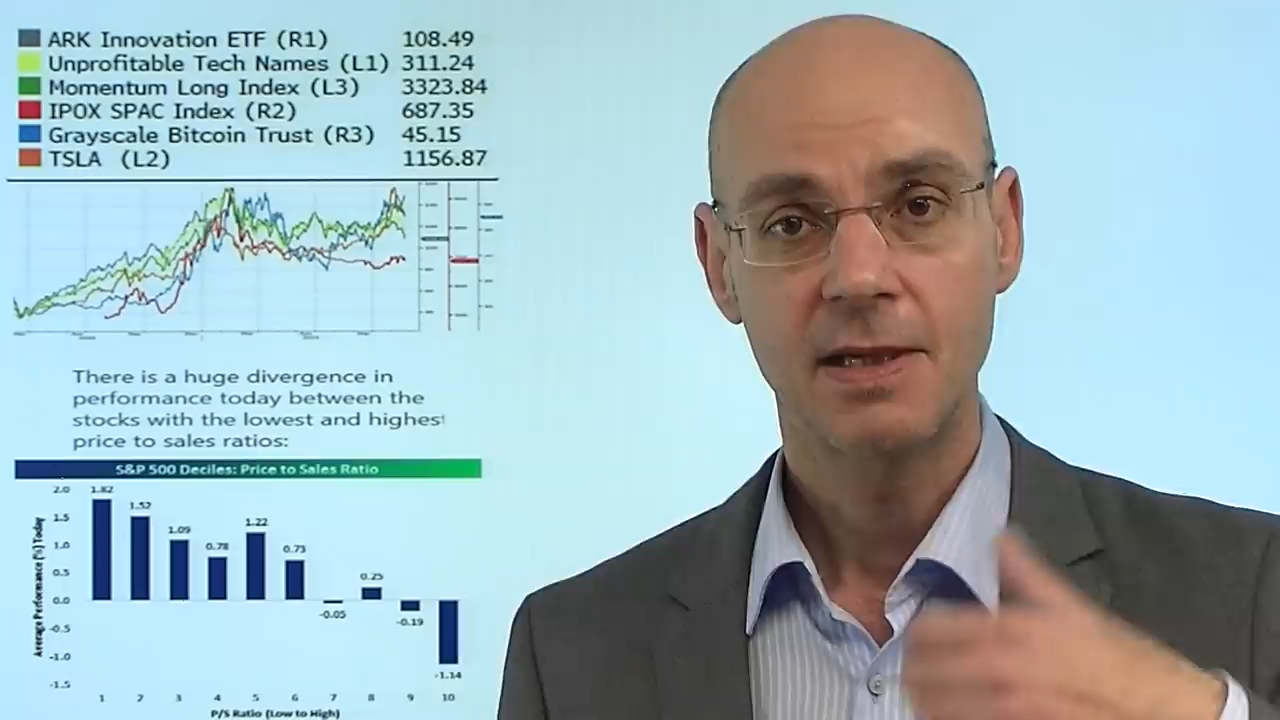 ARK Innovation ETF (R1) 108.49
Unprofitable Tech Names (L1) 311.24
Momentum Long Index (L3) 3323.84
IPOX SPAC Index (R2) 687.35
Grayscale Bitcoin Trust (R3) 45.15
TSLA (L2) 1156.87
There is a huge divergence in
performance today between the
stocks with the lowest and highest
price to sales ratios:
S&P 500 Deciles: Price to Sales Ratio
Average Performance (%) Today
2.0
1.5
1.0
0.5
0.0
-0.5
-1.0
-1.5
1.82
1.52
1.09
0.78
1.22
0.73
-0.05
0.25
-0.19
-1.14
1 2 3 4 5 6 7 8 9 10
P/S Ratio (Low to High)